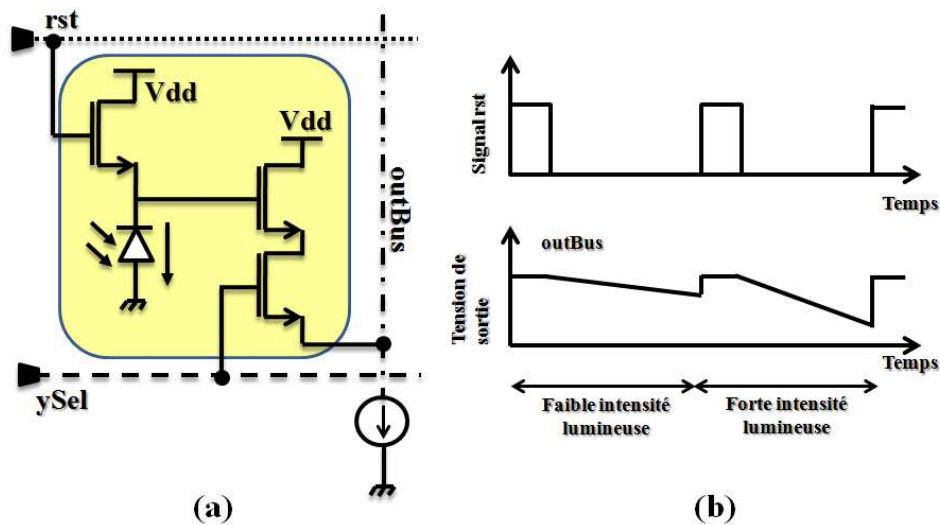 rst
Vdd
Vdd
outBus
ySel
(a)
Signal rst
Temps
outBus
Tension de
sortie
Temps
Faible intensité
lumineuse
Forte intensité
lumineuse
(b)